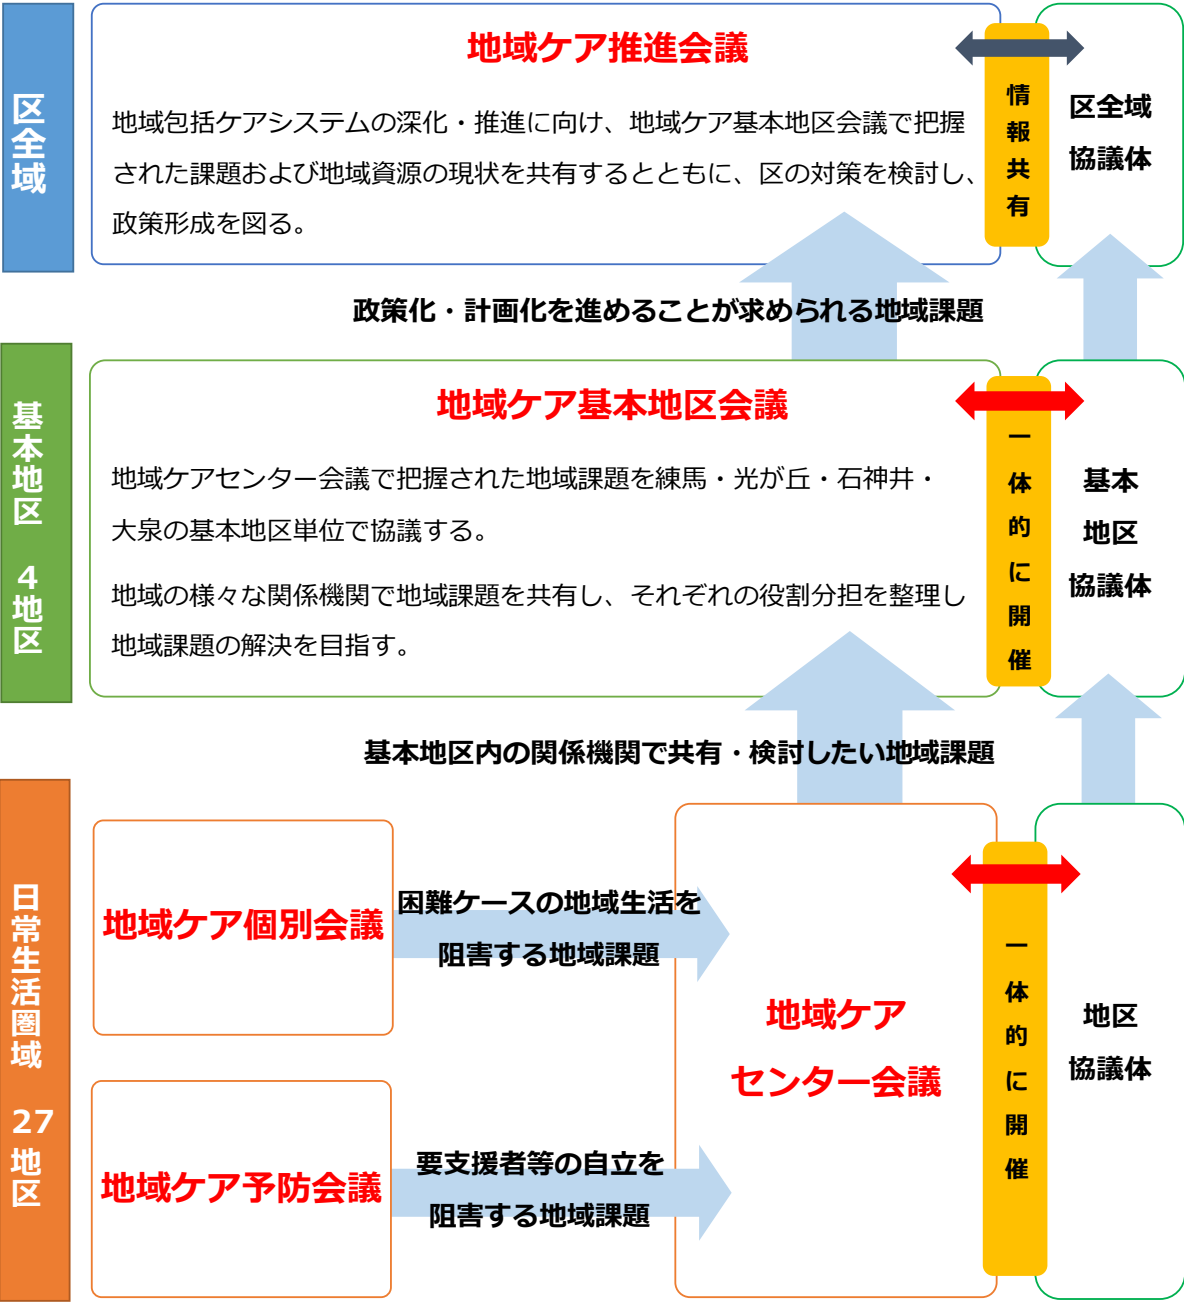 区全域
地域ケア推進会議
地域包括ケアシステムの深化・推進に向け、地域ケア基本地区会議で把握
された課題および地域資源の現状を共有するとともに、区の対策を検討し、
政策形成を図る。
情報共有
区全域
協議体
政策化・計画化を進めることが求められる地域課題
基本地区 4地区
地域ケア基本地区会議
地域ケアセンター会議で把握された地域課題を練馬・光が丘・石神井・
大泉の基本地区単位で協議する。
地域の様々な関係機関で地域課題を共有し、それぞれの役割分担を整理し
地域課題の解決を目指す。
一体的に開催
基本
地区
協議体
基本地区内の関係機関で共有・検討したい地域課題
日常生活圏域 27地区
地域ケア個別会議
困難ケースの地域生活を
阻害する地域課題
地域ケア予防会議
要支援者等の自立を
阻害する地域課題
地域ケア
センター会議
一体的に開催
地区
協議体